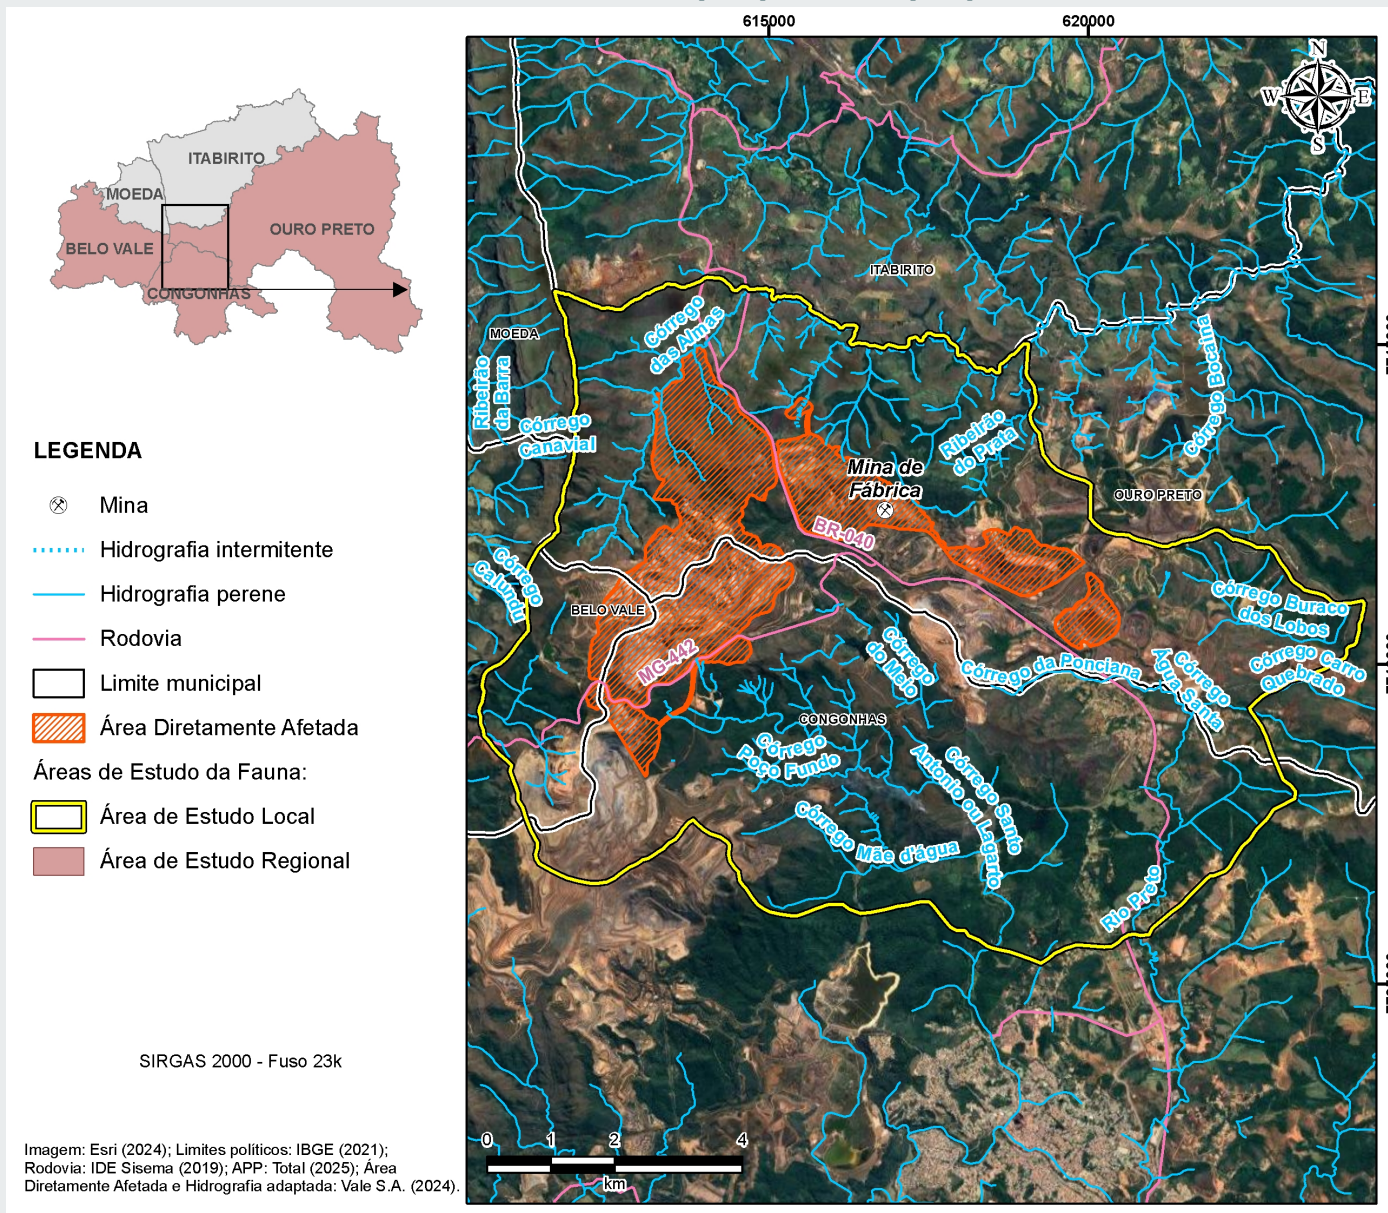 615000
620000
N
W
E
S
ITABIRITO
MOEDA
BELO VALE
OURO PRETO
CONGONHAS
LEGENDA
Mina
Hidrografia intermitente
Hidrografia perene
Rodovia
Limite municipal
Área Diretamente Afetada
Áreas de Estudo da Fauna:
Área de Estudo Local
Área de Estudo Regional
SIRGAS 2000 - Fuso 23k
Imagem: Esri (2024); Limites políticos: IBGE (2021);
Rodovia: IDE Sisema (2019); APP: Total (2025); Área
Diretamente Afetada e Hidrografia adaptada: Vale S.A. (2024).
ITABIRITO
MOEDA
Córrego
das Almas
Ribeirão
da Barra
Córrego
Canavial
Córrego Bocaina
Ribeirão
do Prata
Mina de
Fábrica
OURO PRETO
BR-040
Córrego
Calundu
BELO VALE
Córrego Buraco
dos Lobos
MG-442
Córrego
do Meio
Córrego da Ponciana
Córrego
Água Santa
Córrego Carro
Quebrado
CONGONHAS
Córrego
Poço Fundo
Córrego Santo
Antonio ou Lagarto
Córrego Mãe d'água
Rio Preto
0 1 2 4
km